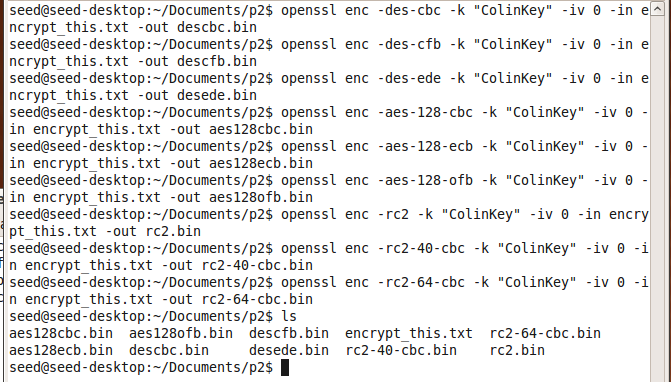 seed@seed-desktop:~/Documents/p2$ openssl enc -des-cbc -k "ColinKey" -iv 0 -in e
ncrypt_this.txt -out descbc.bin
seed@seed-desktop:~/Documents/p2$ openssl enc -des-cfb -k "ColinKey" -iv 0 -in e
ncrypt_this.txt -out descfb.bin
seed@seed-desktop:~/Documents/p2$ openssl enc -des-ede -k "ColinKey" -iv 0 -in e
ncrypt_this.txt -out desede.bin
seed@seed-desktop:~/Documents/p2$ openssl enc -aes-128-cbc -k "ColinKey" -iv 0 -
in encrypt_this.txt -out aes128cbc.bin
seed@seed-desktop:~/Documents/p2$ openssl enc -aes-128-ecb -k "ColinKey" -iv 0 -
in encrypt_this.txt -out aes128ecb.bin
seed@seed-desktop:~/Documents/p2$ openssl enc -aes-128-ofb -k "ColinKey" -iv 0 -
in encrypt_this.txt -out aes128ofb.bin
seed@seed-desktop:~/Documents/p2$ openssl enc -rc2 -k "ColinKey" -iv 0 -in encry
pt_this.txt -out rc2.bin
seed@seed-desktop:~/Documents/p2$ openssl enc -rc2-40-cbc -k "ColinKey" -iv 0 -i
n encrypt_this.txt -out rc2-40-cbc.bin
seed@seed-desktop:~/Documents/p2$ openssl enc -rc2-64-cbc -k "ColinKey" -iv 0 -i
n encrypt_this.txt -out rc2-64-cbc.bin
seed@seed-desktop:~/Documents/p2$ ls
aes128cbc.bin  aes128ofb.bin  descfb.bin  encrypt_this.txt  rc2-64-cbc.bin
aes128ecb.bin  descbc.bin     desede.bin  rc2-40-cbc.bin    rc2.bin
seed@seed-desktop:~/Documents/p2$